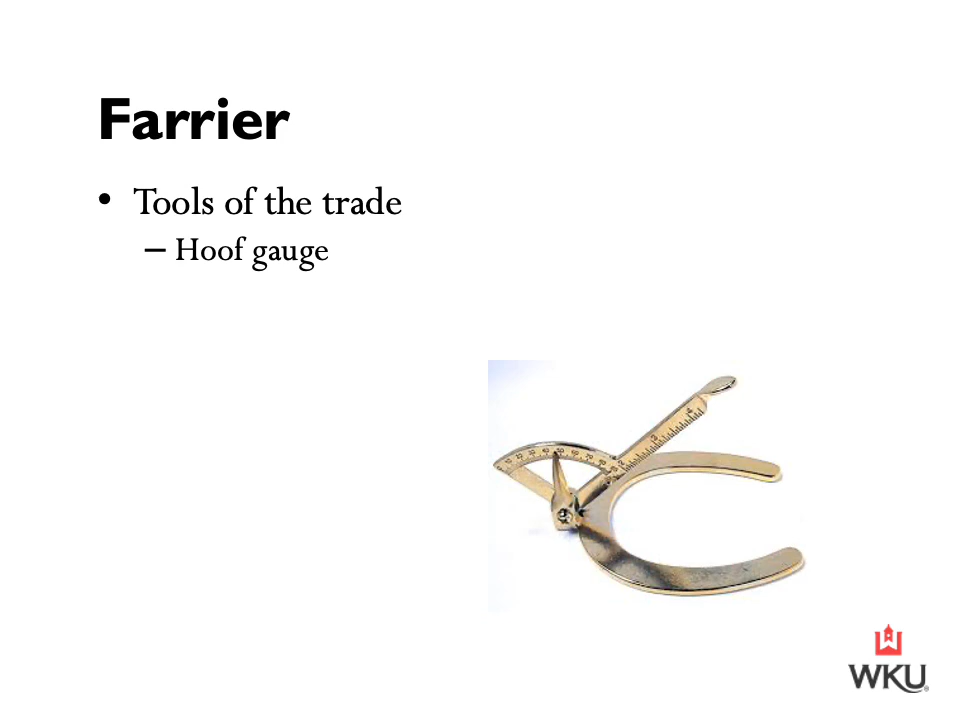 Farrier
• Tools of the trade
– Hoof gauge
WKU®